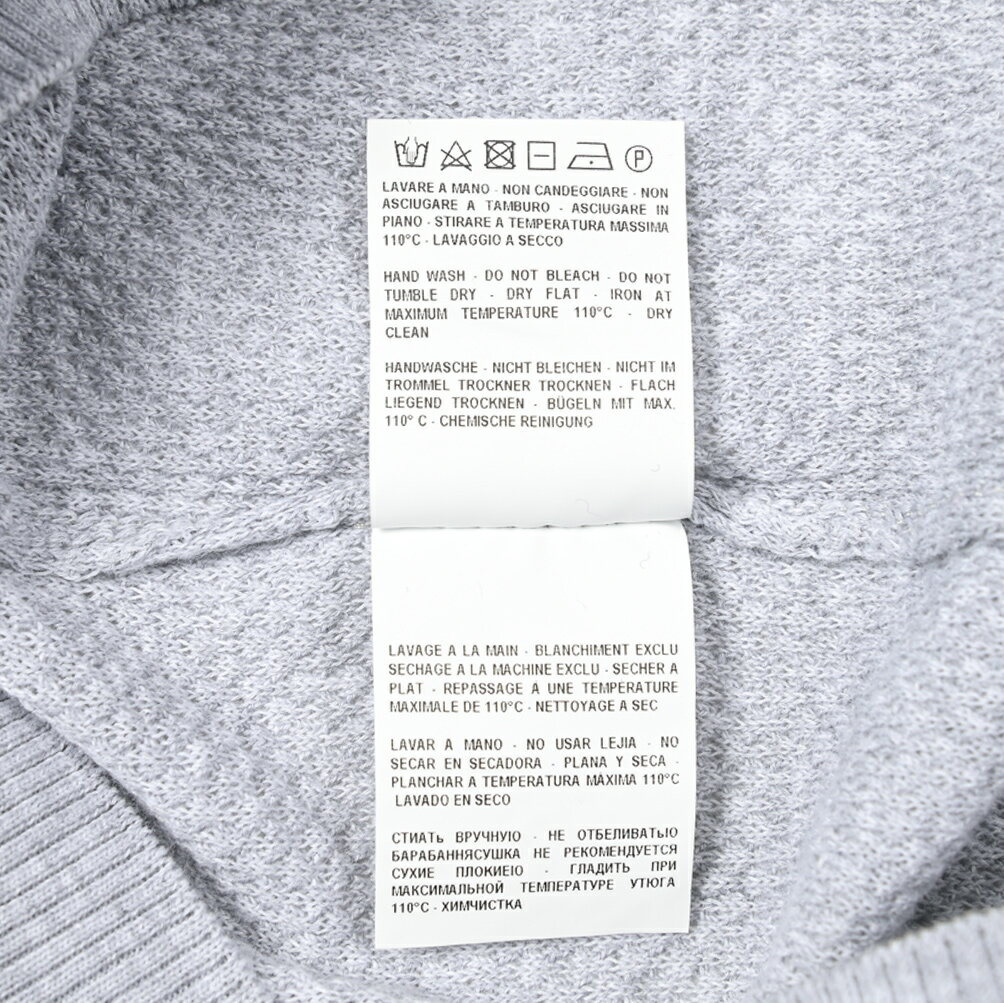 P
LAVARE A MANO - NON CANDEGGIARE - NON
ASCIUGARE A TAMBURO - ASCIUGARE IN
PIANO - STIRARE A TEMPERATURA MASSIMA
110°C - LAVAGGIO A SECCO
HAND WASH - DO NOT BLEACH - DO NOT
TUMBLE DRY - DRY FLAT - IRON AT
MAXIMUM TEMPERATURE 110°C - DRY
CLEAN
HANDWASCHE - NICHT BLEICHEN - NICHT IM
TROMMEL TROCKNER TROCKNEN - FLACH
LIEGEND TROCKNEN - BÜGELN MIT MAX.
110° C - CHEMISCHE REINIGUNG
LAVAGE A LA MAIN - BLANCHIMENT EXCLU
SECHAGE A LA MACHINE EXCLU - SECHER A
PLAT - REPASSAGE A UNE TEMPERATURE
MAXIMALE DE 110°C - NETTOYAGE A SEC
LAVAR A MANO - NO USAR LEJIA - NO
SECAR EN SECADORA - PLANA Y SECA -
PLANCHAR A TEMPERATURA MÁXIMA 110°C
LAVADO EN SECO
СТИАТЬ ВРУЧНУЮ - НЕ ОТБЕЛИВАТЬЮ
БАРАБАННЯСУШКА НЕ РЕКОМЕНДУЕТСЯ
СУХИЕ ПЛОКИЕІО - ГЛАДИТЬ ПРИ
МАКСИМАЛЬНОЙ ТЕМПЕРАТУРЕ УТЮГА
110°C - ХИМЧИСТКА